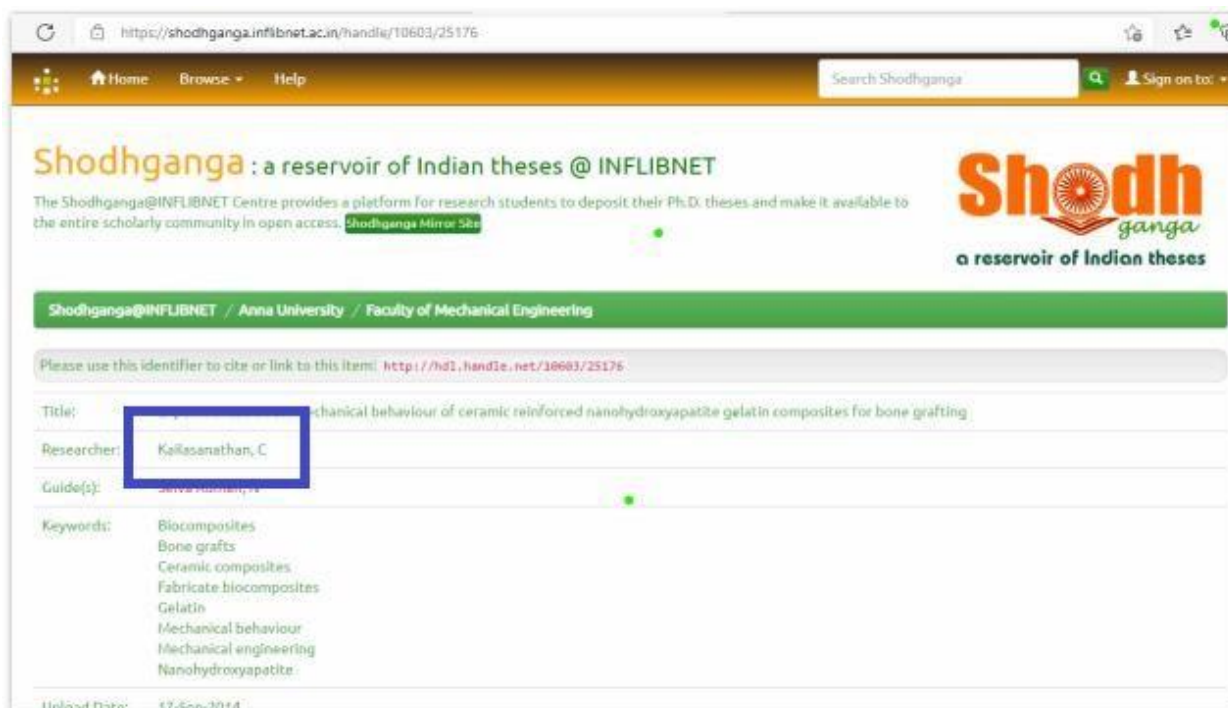 https://shodhganga.inflibnet.ac.in/handle/10603/25176
Home Browse Help Search Shodhganga Sign on to:
Shodhganga : a reservoir of Indian theses @ INFLIBNET
The Shodhganga@INFLIBNET Centre provides a platform for research students to deposit their Ph.D. theses and make it available to
the entire scholarly community in open access. Shodhganga Mirror Site
Shodh
ganga
a reservoir of Indian theses
Shodhganga@INFLIBNET / Anna University / Faculty of Mechanical Engineering
Please use this identifier to cite or link to this item: http://hdl.handle.net/10603/25176
Title: behaviour of ceramic reinforced nanohydroxyapatite gelatin composites for bone grafting
Researcher: Kailasanathan, C
Guide(s):
Keywords: Biocomposites
Bone grafts
Ceramic composites
Fabricate biocomposites
Gelatin
Mechanical behaviour
Mechanical engineering
Nanohydroxyapatite
Upload Date: 17-Sep-2014